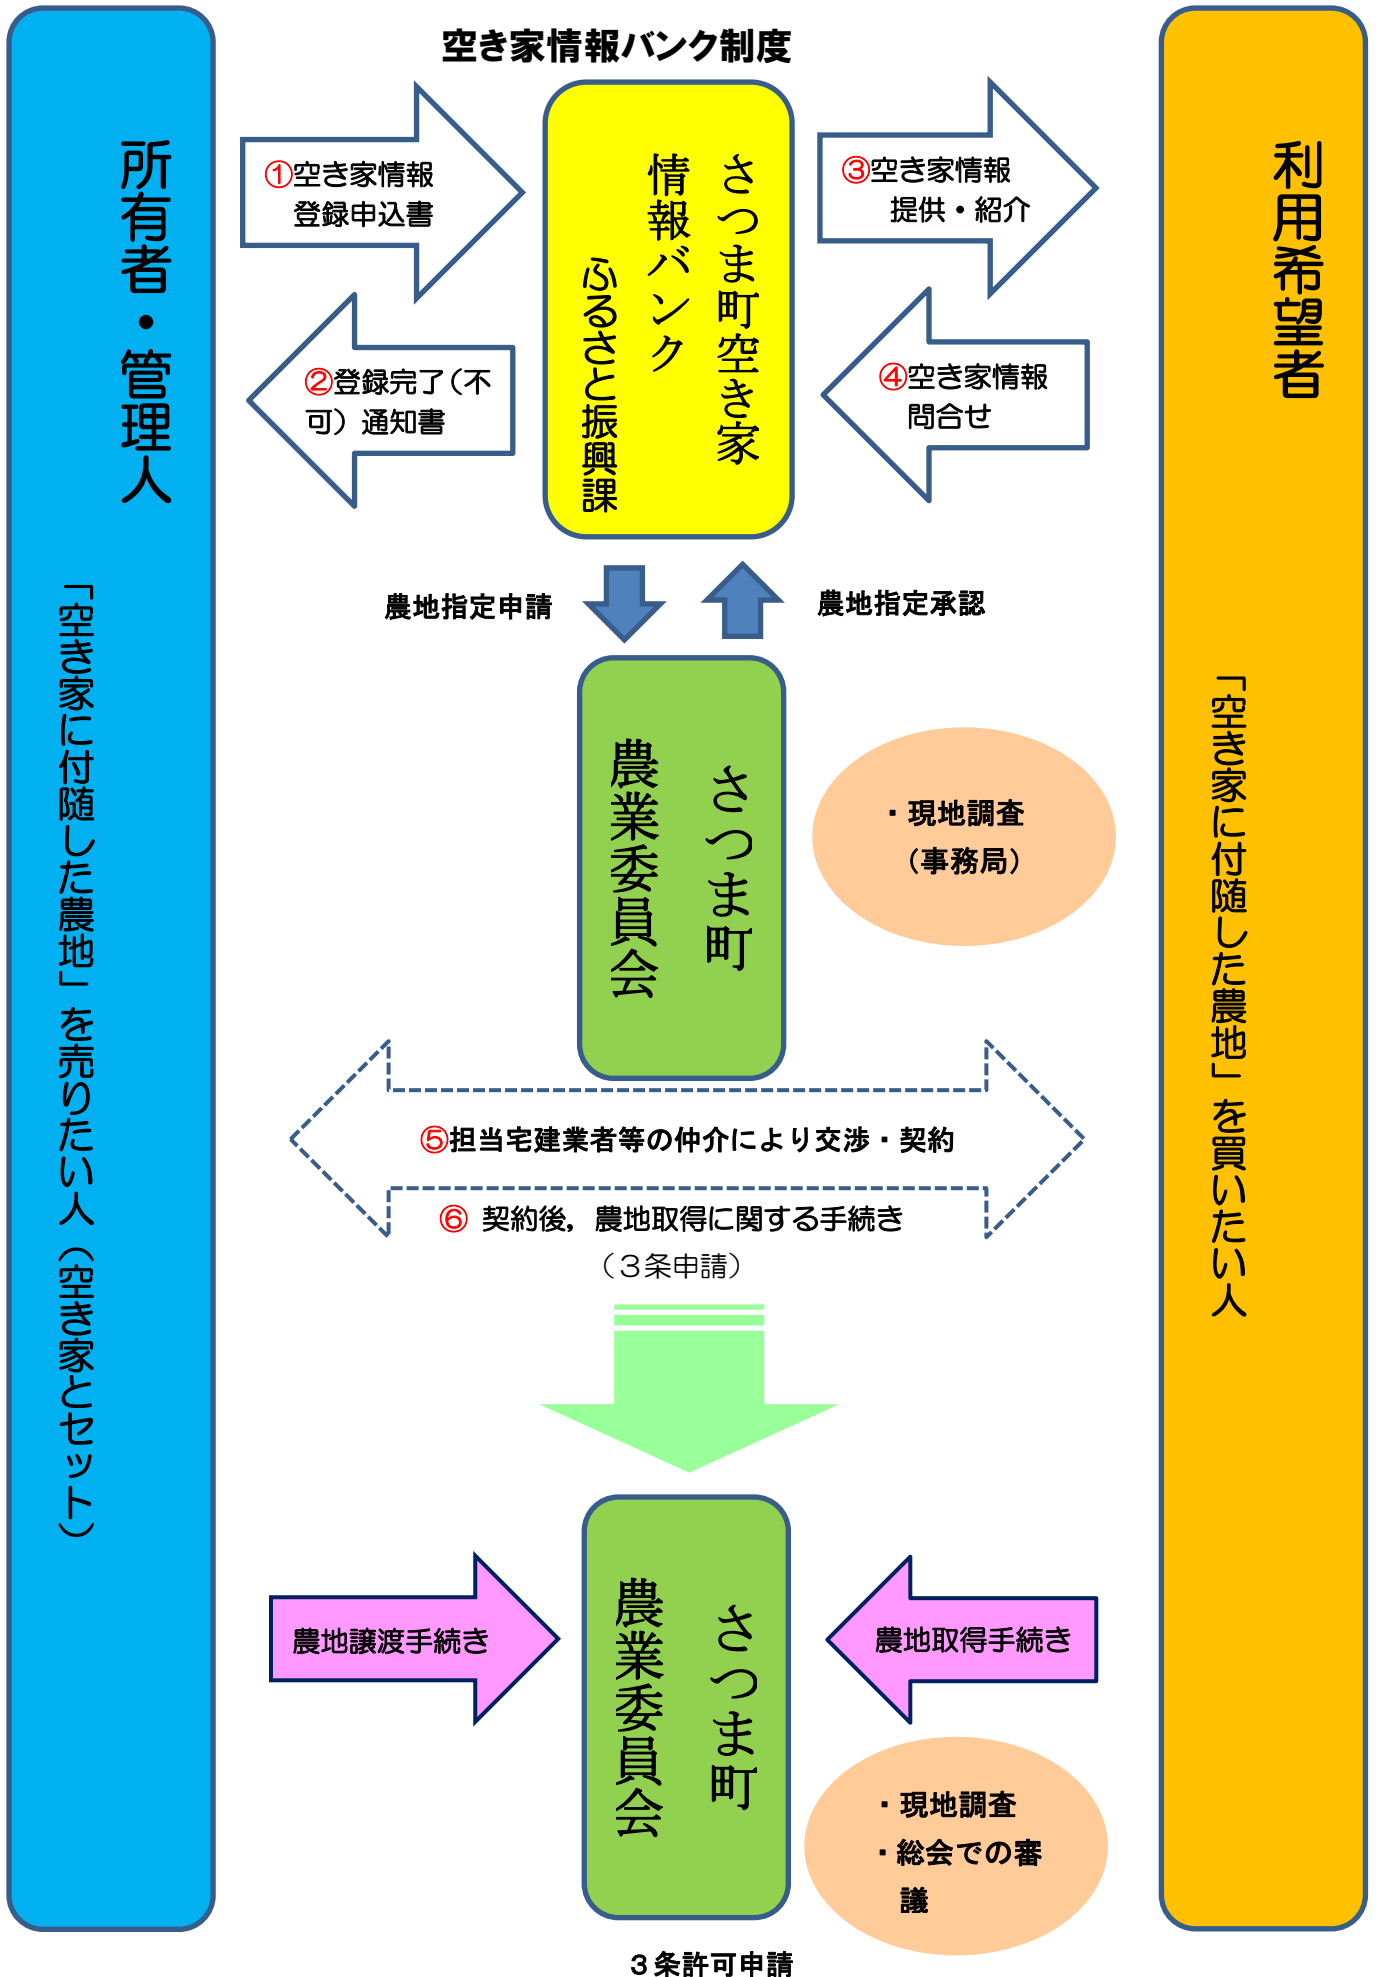 空き家情報バンク制度
所有者・管理人
「空き家に付随した農地」を売りたい人（空き家とセット）
①空き家情報
登録申込書
②登録完了（不
可）通知書
さつま町空き家
情報バンク
ふるさと振興課
③空き家情報
提供・紹介
④空き家情報
問合せ
利用希望者
「空き家に付随した農地」を買いたい人
農地指定申請
農地指定承認
さつま町
農業委員会
・現地調査
（事務局）
⑤担当宅建業者等の仲介により交渉・契約
⑥ 契約後，農地取得に関する手続き
（３条申請）
農地譲渡手続き
さつま町
農業委員会
農地取得手続き
・現地調査
・総会での審
議
３条許可申請